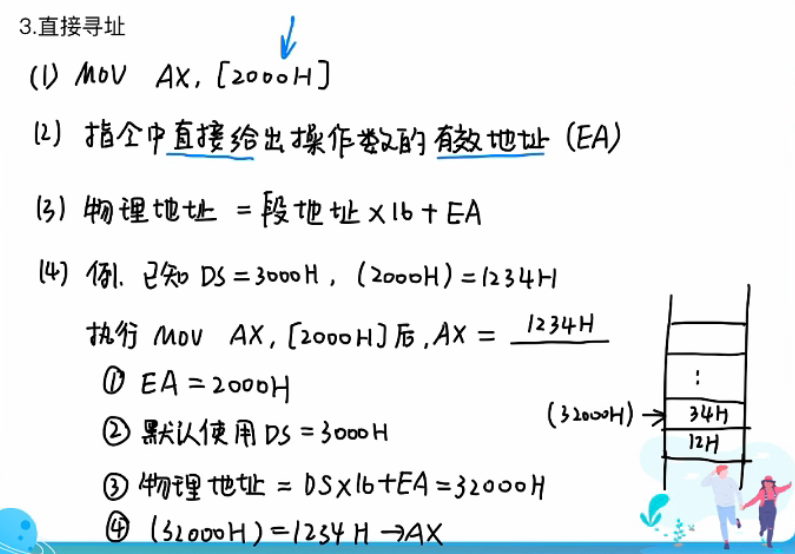 3.直接寻址
(1) MOV AX, [2000H]
(2) 指令中直接给出操作数的有效地址 (EA)
(3) 物理地址 = 段地址×16+EA
(4) 例. 已知 DS=3000H, (2000H)=1234H
执行 MOV AX, [2000H]后, AX = 1234H
① EA=2000H
② 默认使用DS=3000H
③ 物理地址 = DS×16+EA=32000H
④ (32000H)=1234H→AX
⋮
(32000H)→ 34H
12H